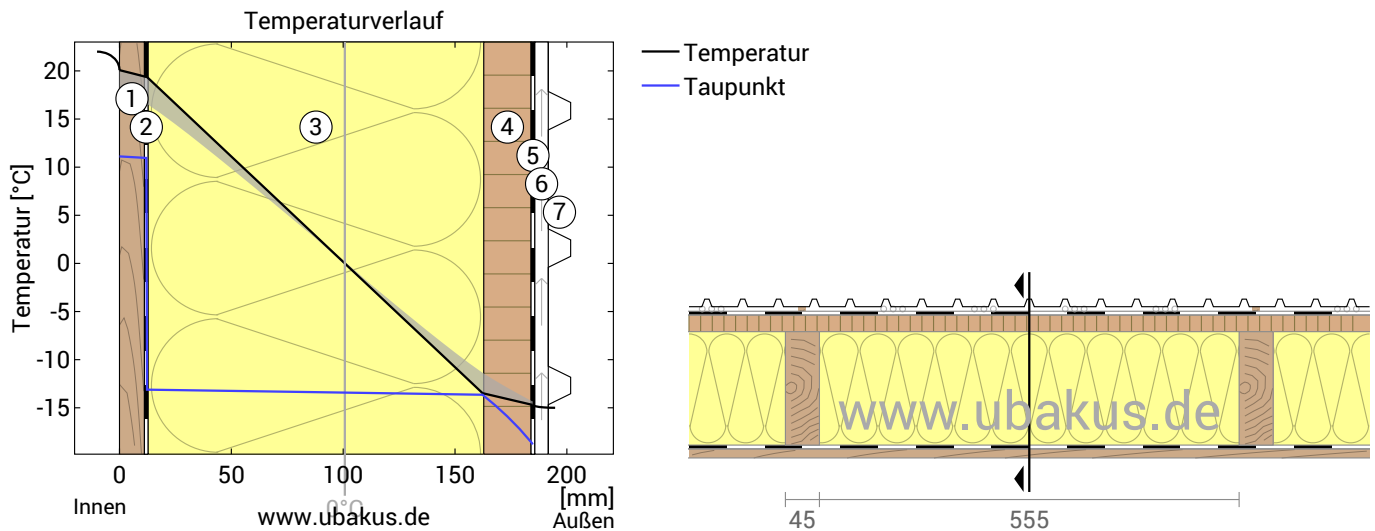 Temperaturverlauf
Temperatur [°C]
20
15
10
5
0
-5
-10
-15
1
2
3
4
5
6
7
0
50
100
150
200
[mm]
Innen
0°C
www.ubakus.de
Außen
Temperatur
Taupunkt
www.ubakus.de
45
555